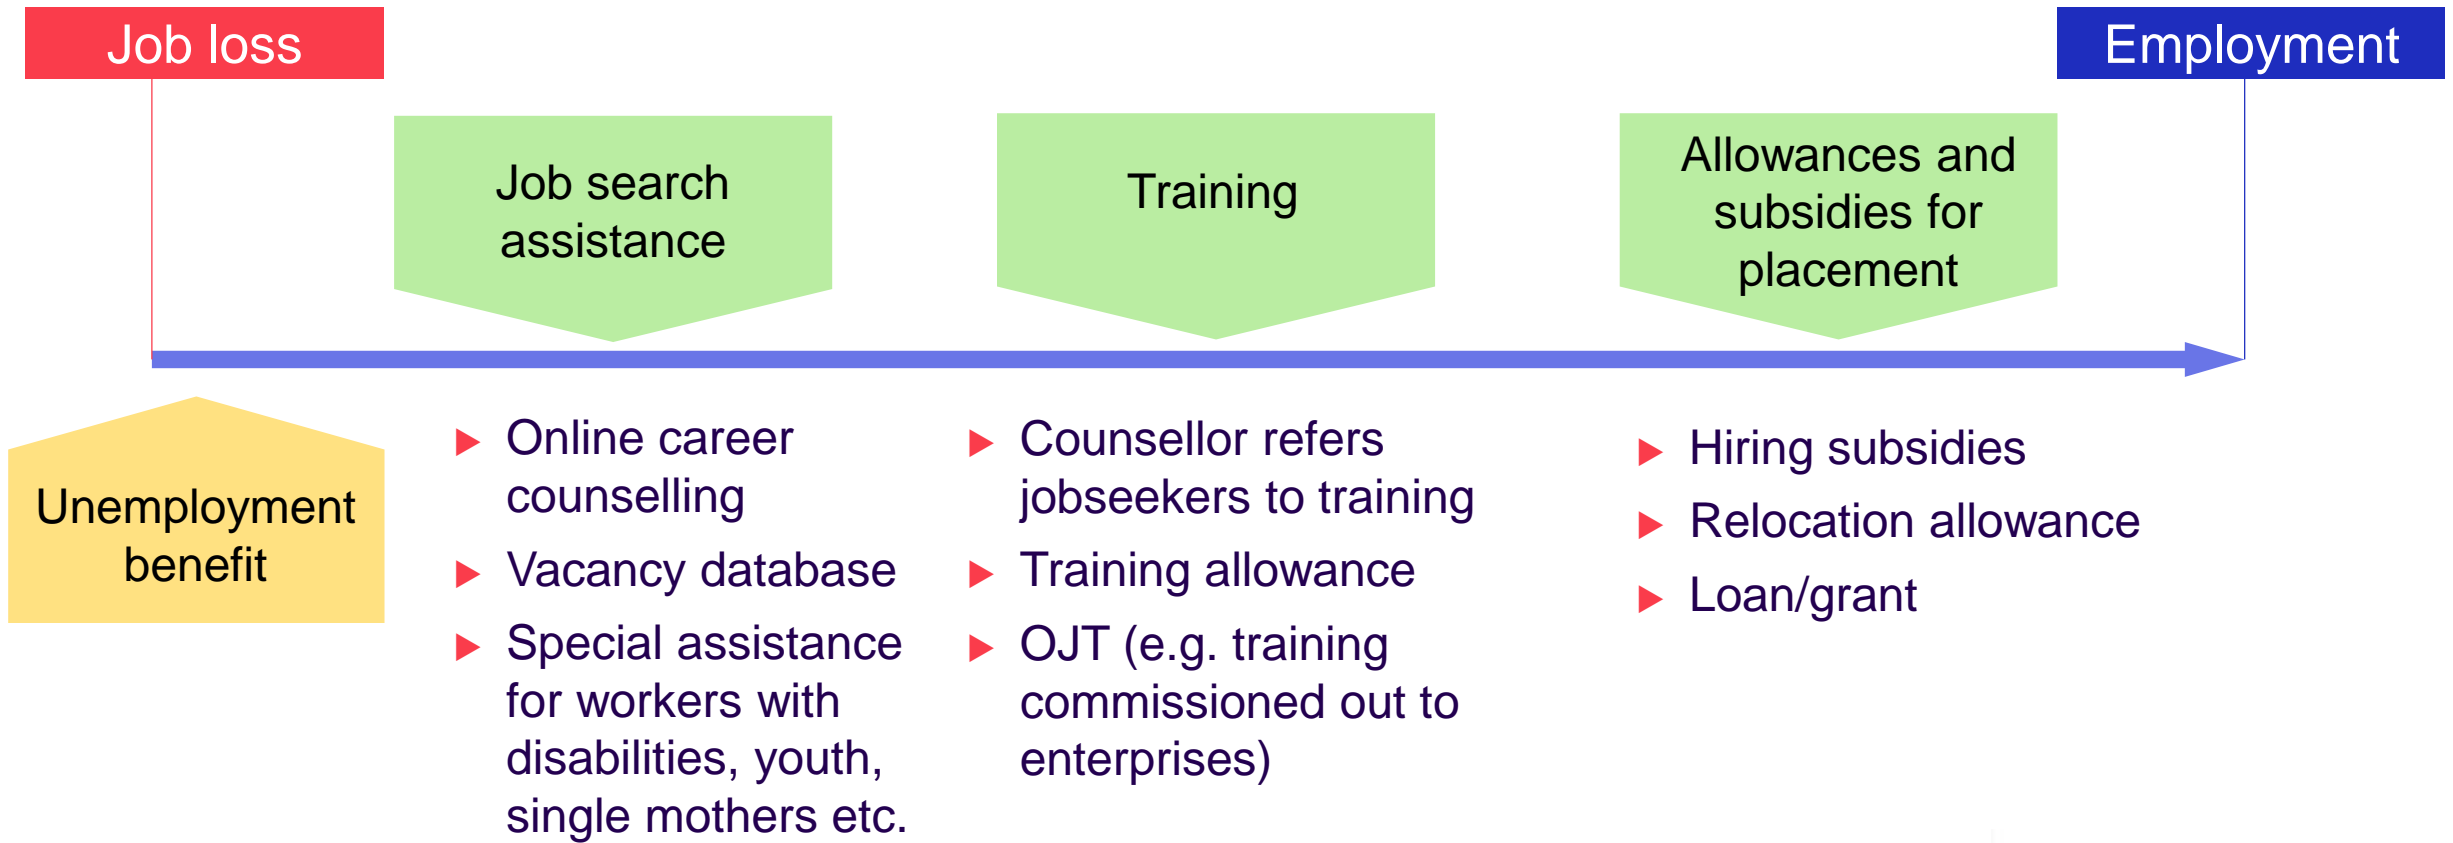 Job loss
Employment
Job search
assistance
Training
Allowances and
subsidies for
placement
Unemployment
benefit
Online career
counselling
Vacancy database
Special assistance
for workers with
disabilities, youth,
single mothers etc.
Counsellor refers
jobseekers to training
Training allowance
OJT (e.g. training
commissioned out to
enterprises)
Hiring subsidies
Relocation allowance
Loan/grant